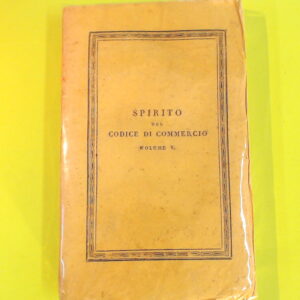 SPIRITO
DEL
CODICE DI COMMERCIO
VOLUME V.